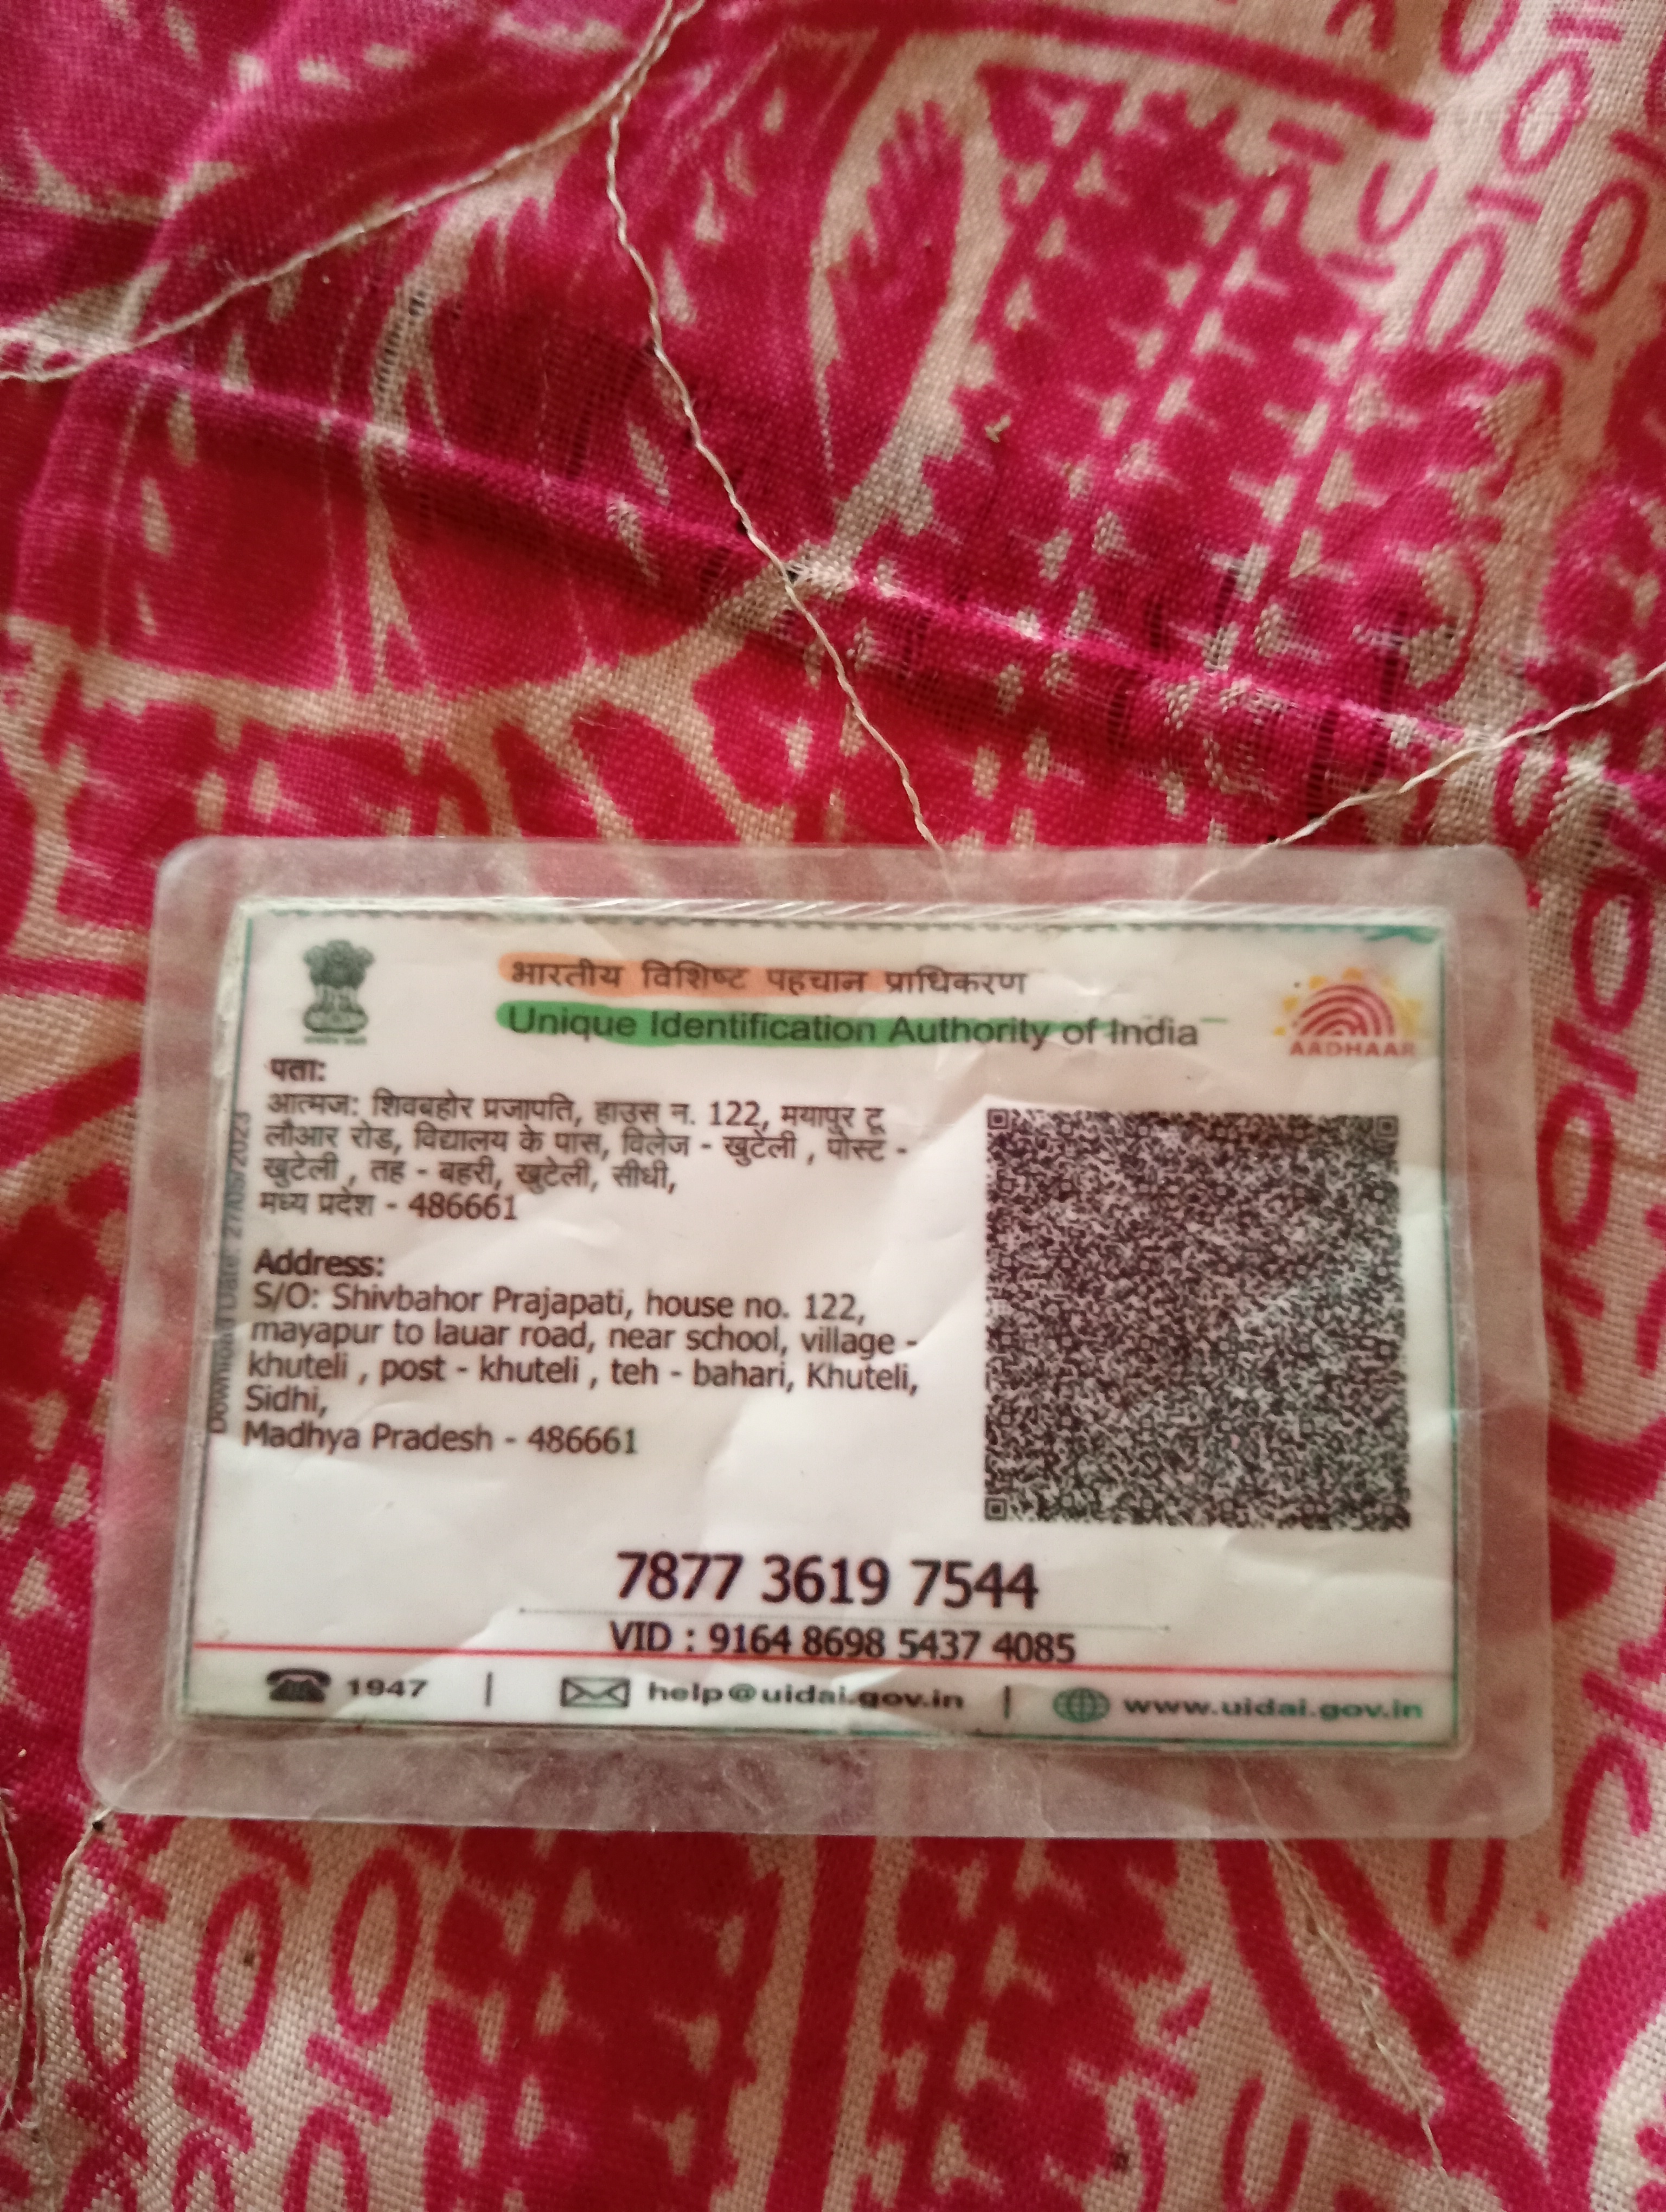 भारतीय विशिष्ट पहचान प्राधिकरण
Unique Identification Authority of India
AADHAAR
पता:
आत्मज: शिवबहोर प्रजापति, हाउस न. 122, मयापुर टू
लौआर रोड, विद्यालय के पास, विलेज - खुटेली , पोस्ट -
खुटेली , तह - बहरी, खुटेली, सीधी,
मध्य प्रदेश - 486661
Address:
S/O: Shivbahor Prajapati, house no. 122,
mayapur to lauar road, near school, village -
khuteli , post - khuteli , teh - bahari, Khuteli,
Sidhi,
Madhya Pradesh - 486661
Download Date:
7877 3619 7544
VID : 9164 8698 5437 4085
1947 | help@uidai.gov.in | www.uidai.gov.in